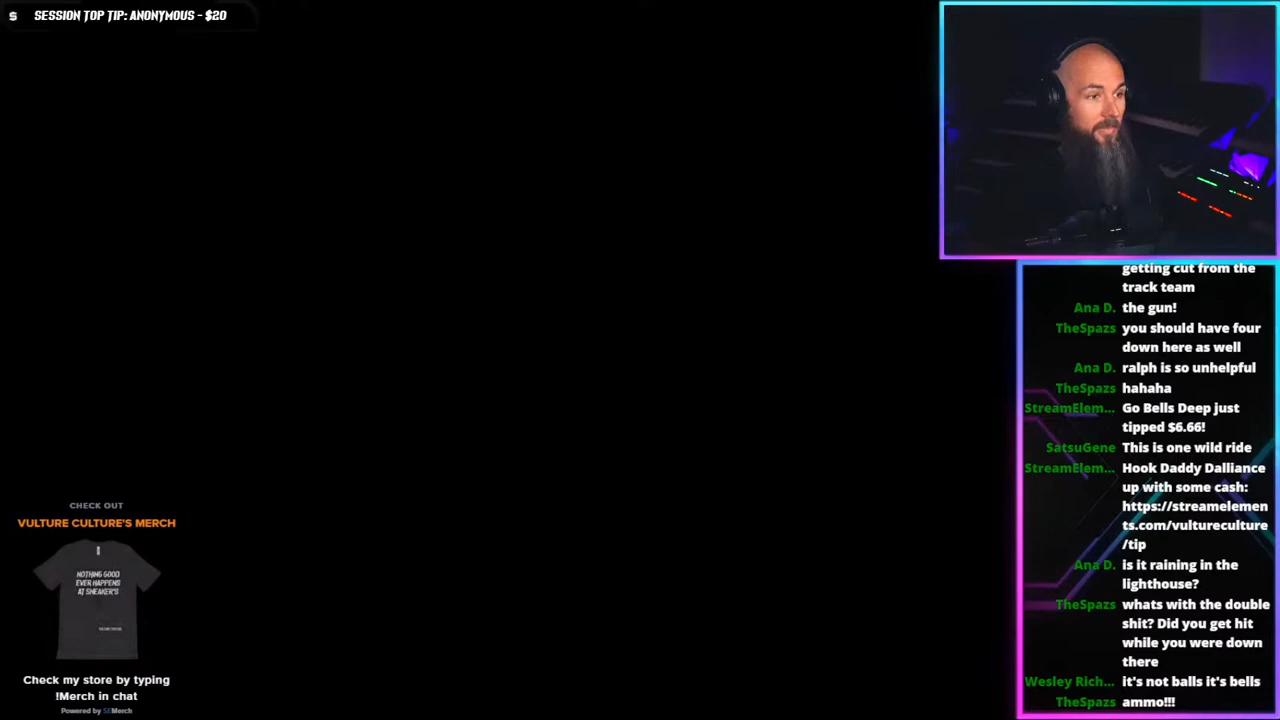 $ SESSION TOP TIP: ANONYMOUS - $20
getting cut from the
track team
Ana D. the gun!
TheSpazs you should have four
down here as well
Ana D. ralph is so unhelpful
TheSpazs hahaha
StreamElem... Go Bells Deep just
tipped $6.66!
SatsuGene This is one wild ride
StreamElem... Hook Daddy Dalliance
up with some cash:
https://streamelemen
ts.com/vultureculture
/tip
Ana D. is it raining in the
lighthouse?
TheSpazs whats with the double
shit? Did you get hit
while you were down
there
Wesley Rich... it's not balls it's bells
TheSpazs ammo!!!
CHECK OUT
VULTURE CULTURE'S MERCH
NOTHING GOOD
EVER HAPPENS
AT SNEAKER'S
Check my store by typing
!Merch in chat
Powered by SEMerch